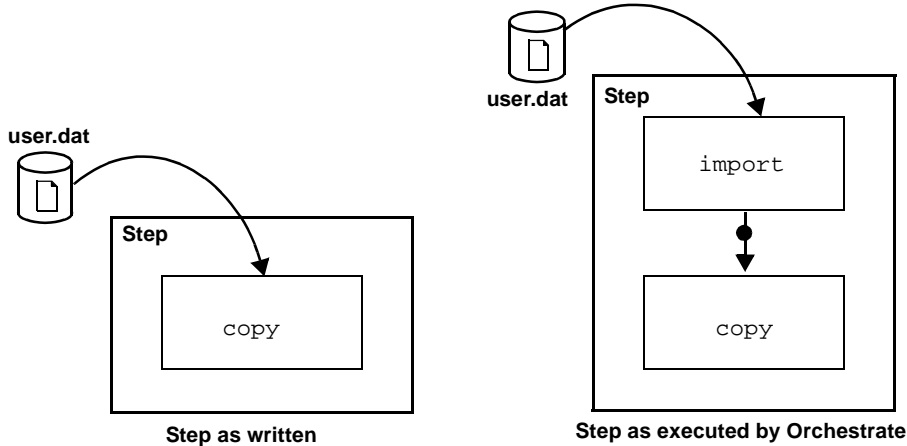 user.dat
Step
copy
Step as written
user.dat
Step
import
copy
Step as executed by Orchestrate